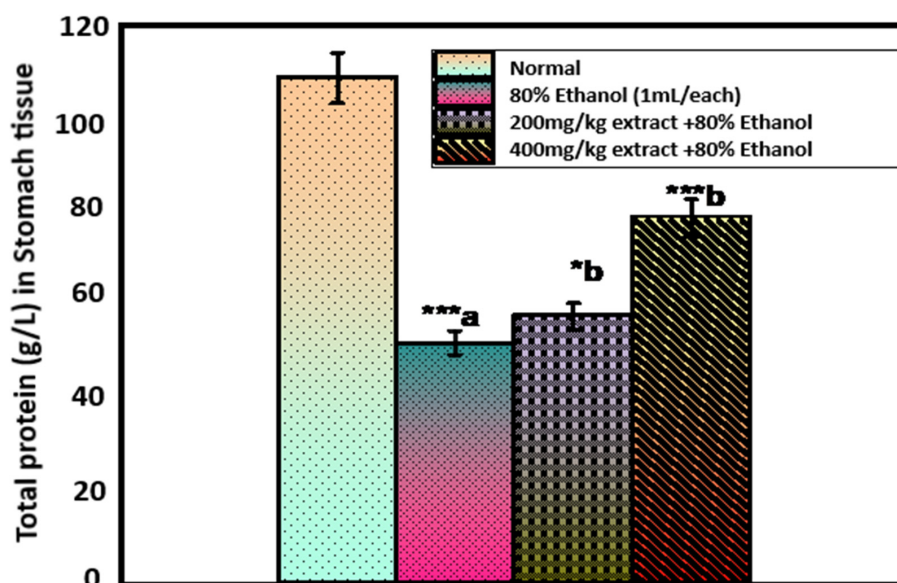 Total protein (g/L) in Stomach tissue
120
100
80
60
40
20
0
Normal
80% Ethanol (1mL/each)
200mg/kg extract +80% Ethanol
400mg/kg extract +80% Ethanol
***a
*b
***b